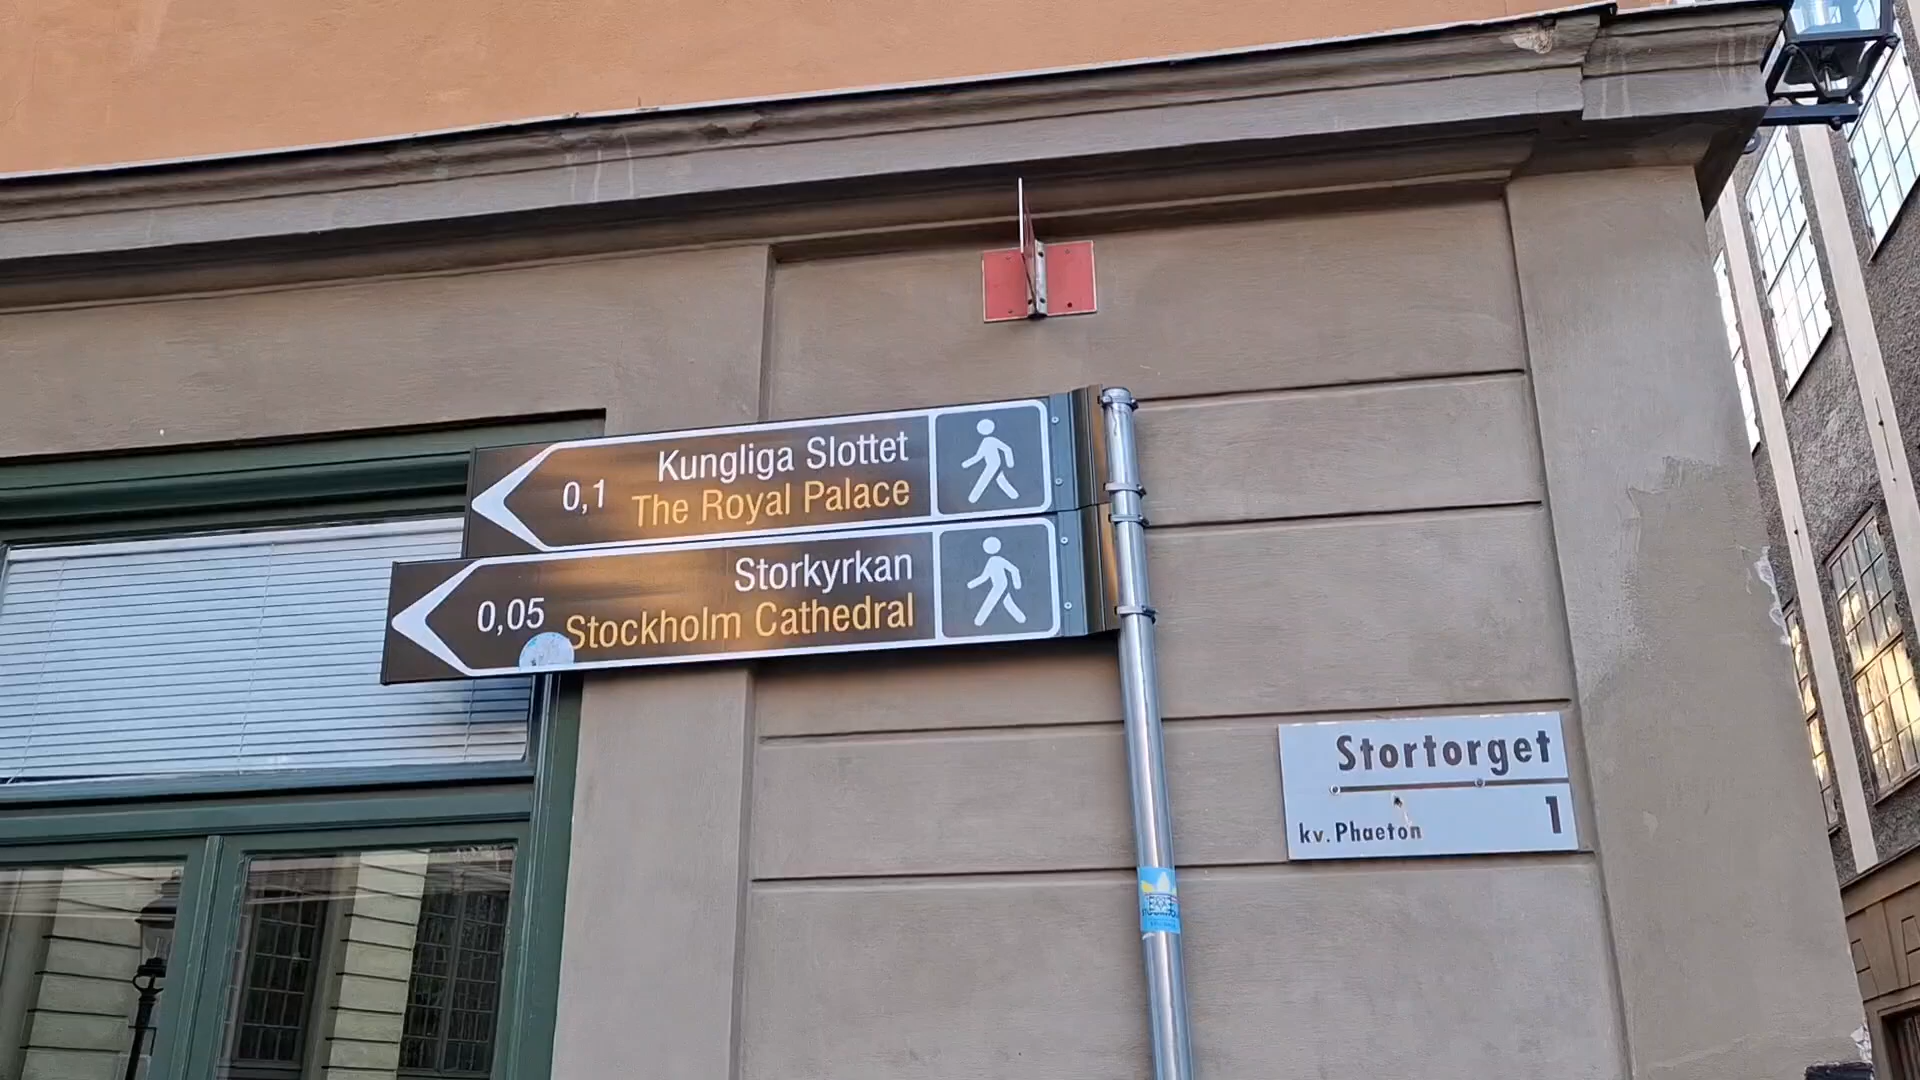 Kungliga Slottet
0,1 The Royal Palace
Storkyrkan
0,05 Stockholm Cathedral
Stortorget
1
kv. Phaeton